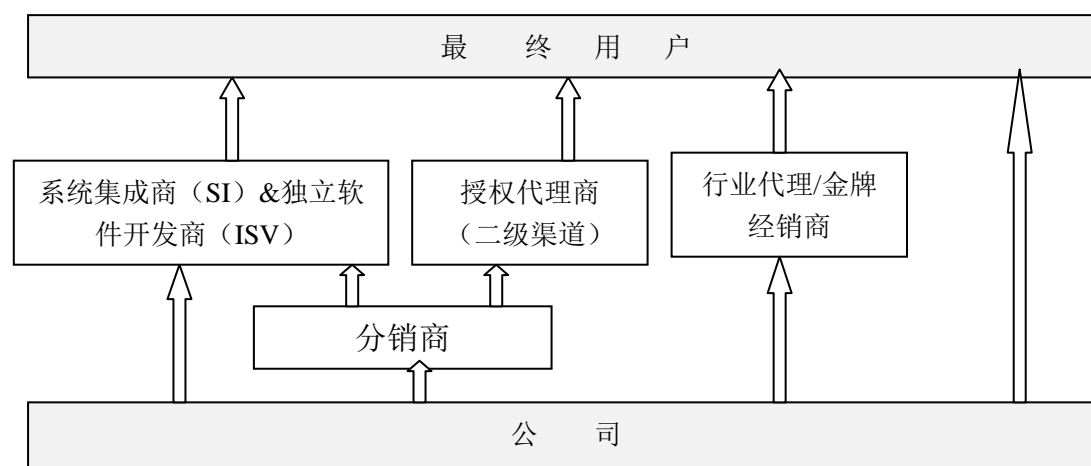 最 终 用 户
系统集成商（SI）&独立软
件开发商（ISV）
授权代理商
（二级渠道）
行业代理/金牌
经销商
分销商
公 司